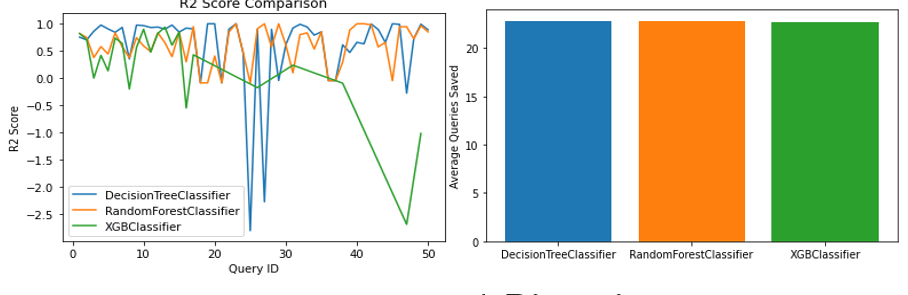 R2 Score Comparison
1.0
0.5
0.0
−0.5
−1.0
−1.5
−2.0
−2.5
R2 Score
DecisionTreeClassifier
RandomForestClassifier
XGBClassifier
0 10 20 30 40 50
Query ID
20
15
10
5
0
Average Queries Saved
DecisionTreeClassifier RandomForestClassifier XGBClassifier